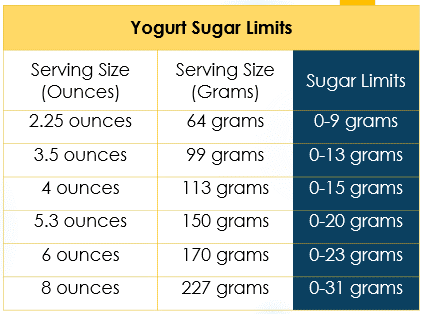 Yogurt Sugar Limits
Serving Size Serving Size Sugar Limits
(Ounces) (Grams)
2.25 ounces 64 grams 0-9 grams
3.5 ounces 99 grams 0-13 grams
4 ounces 113 grams 0-15 grams
5.3 ounces 150 grams 0-20 grams
6 ounces 170 grams 0-23 grams
8 ounces 227 grams 0-31 grams